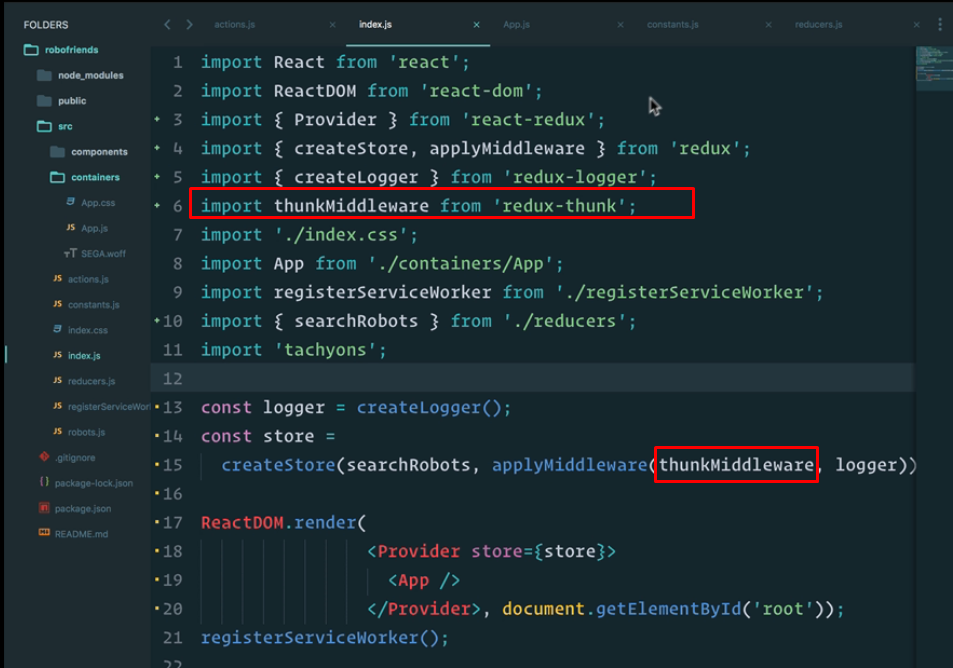 FOLDERS
robofriends
node_modules
public
src
components
containers
App.css
App.js
SEGA.woff
actions.js
constants.js
index.css
index.js
reducers.js
registerServiceWor
robots.js
.gitignore
package-lock.json
package.json
README.md
actions.js × index.js × App.js × constants.js × reducers.js ×
1 import React from 'react';
2 import ReactDOM from 'react-dom';
3 import { Provider } from 'react-redux';
4 import { createStore, applyMiddleware } from 'redux';
5 import { createLogger } from 'redux-logger';
6 import thunkMiddleware from 'redux-thunk';
7 import './index.css';
8 import App from './containers/App';
9 import registerServiceWorker from './registerServiceWorker';
10 import { searchRobots } from './reducers';
11 import 'tachyons';
12
13 const logger = createLogger();
14 const store =
15 createStore(searchRobots, applyMiddleware(thunkMiddleware, logger))
16
17 ReactDOM.render(
18 <Provider store={store}>
19 <App />
20 </Provider>, document.getElementById('root'));
21 registerServiceWorker();
22